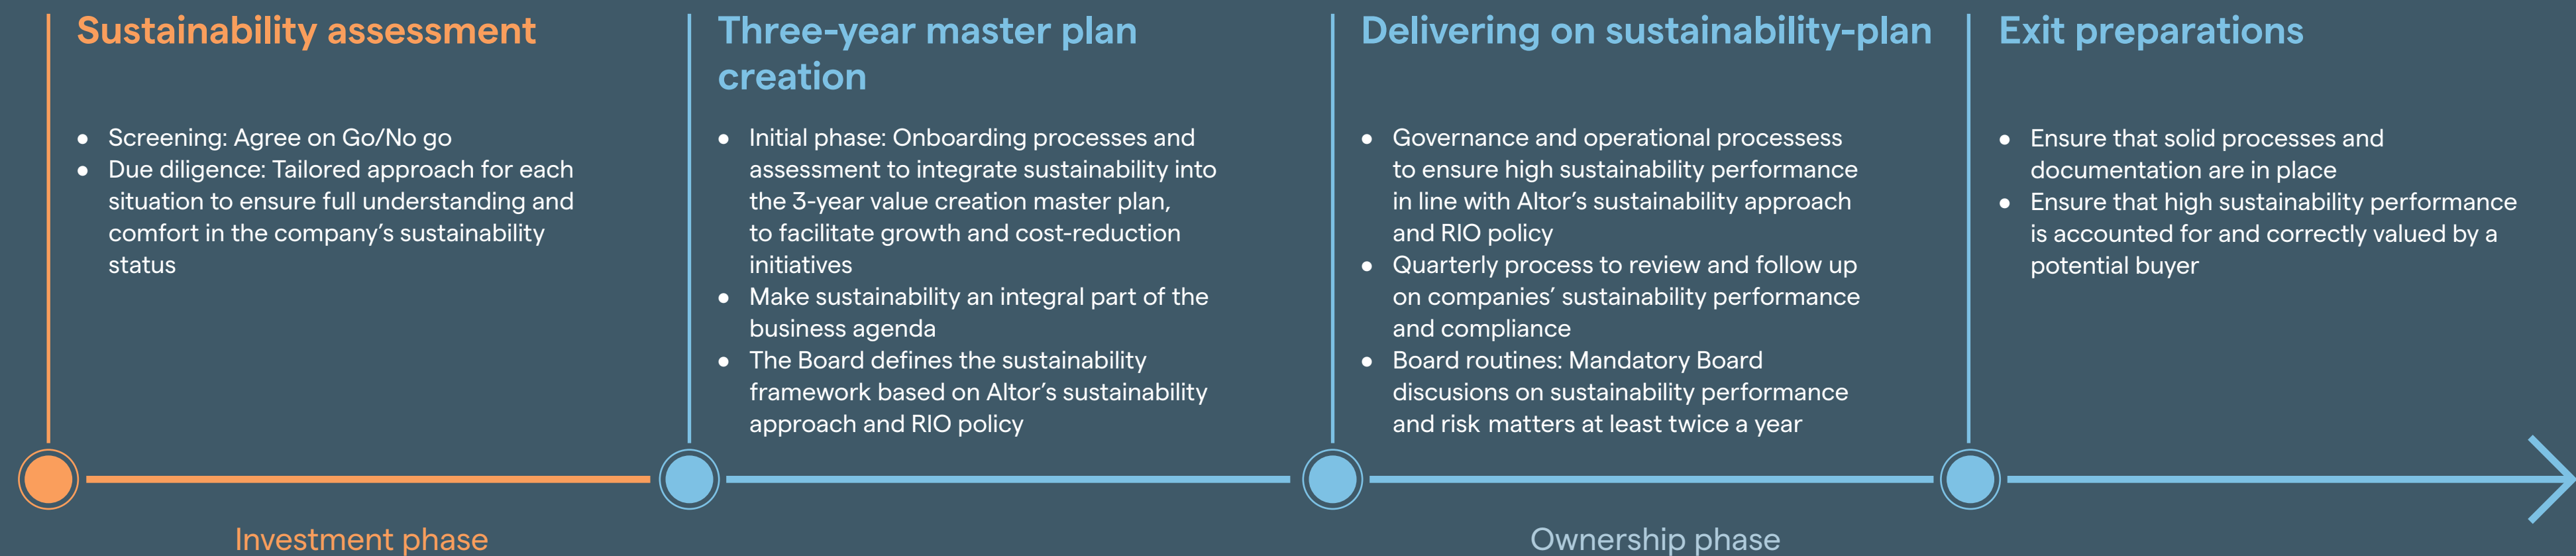 Sustainability assessment
● Screening: Agree on Go/No go
● Due diligence: Tailored approach for each
situation to ensure full understanding and
comfort in the company’s sustainability
status
Three-year master plan
creation
● Initial phase: Onboarding processes and
assessment to integrate sustainability into
the 3-year value creation master plan,
to facilitate growth and cost-reduction
initiatives
● Make sustainability an integral part of the
business agenda
● The Board defines the sustainability
framework based on Altor’s sustainability
approach and RIO policy
Delivering on sustainability-plan
● Governance and operational processess
to ensure high sustainability performance
in line with Altor’s sustainability approach
and RIO policy
● Quarterly process to review and follow up
on companies’ sustainability performance
and compliance
● Board routines: Mandatory Board
discusions on sustainability performance
and risk matters at least twice a year
Exit preparations
● Ensure that solid processes and
documentation are in place
● Ensure that high sustainability performance
is accounted for and correctly valued by a
potential buyer
Investment phase
Ownership phase